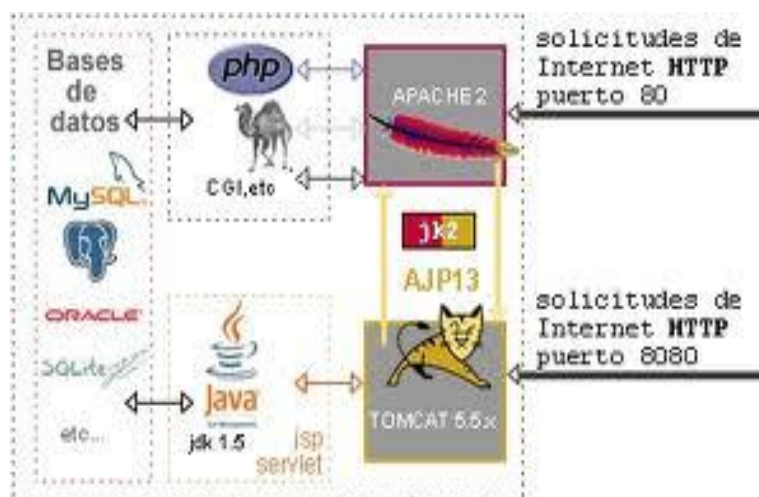 Bases
de
datos
MySQL
ORACLE
SQLite
etc...
php
CGI,etc
Java
jdk 1.5
jsp
servlet
APACHE 2
jk2
AJP13
TOMCAT 5.5.x
solicitudes de
Internet HTTP
puerto 80
solicitudes de
Internet HTTP
puerto 8080